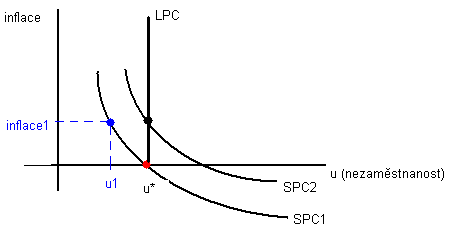 inflace
LPC
inflace1
u1
u*
u (nezaměstnanost)
SPC2
SPC1